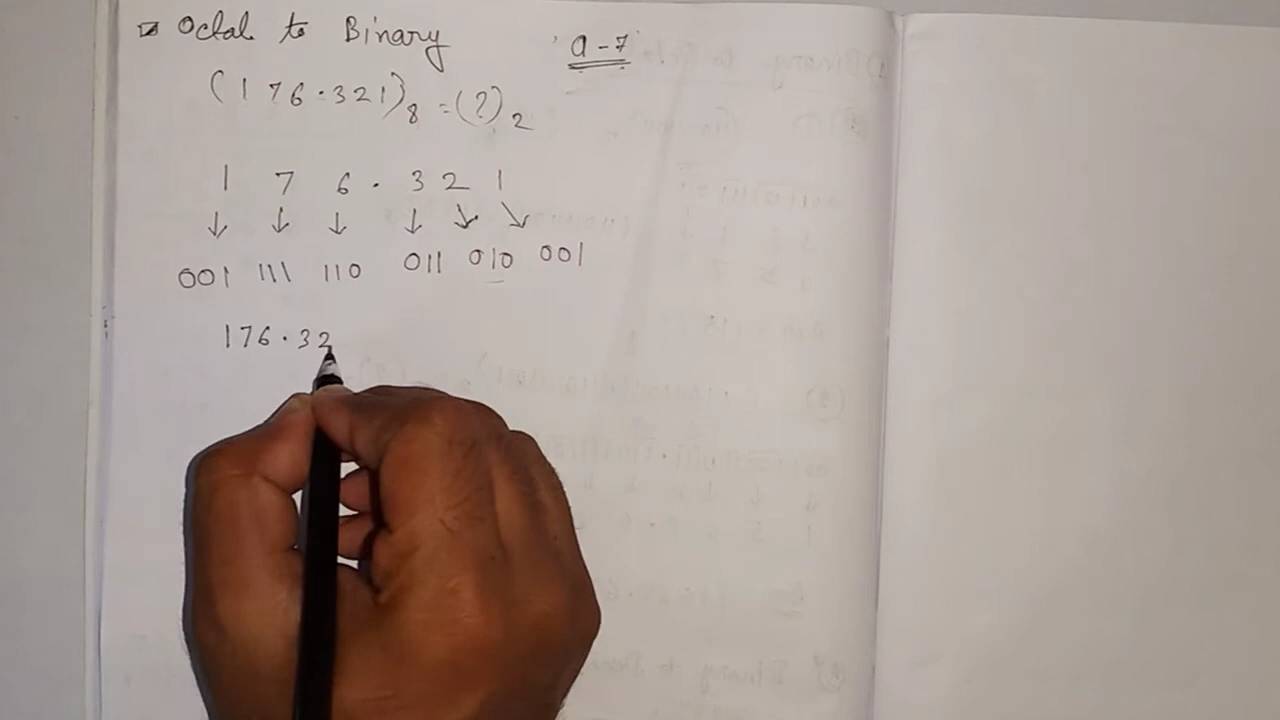 Octal to Binary
0-7
(176.321)8 = (?)2
1 7 6 . 3 2 1
↓ ↓ ↓ ↓ ↓ ↓
001 111 110 011 010 001
176.32